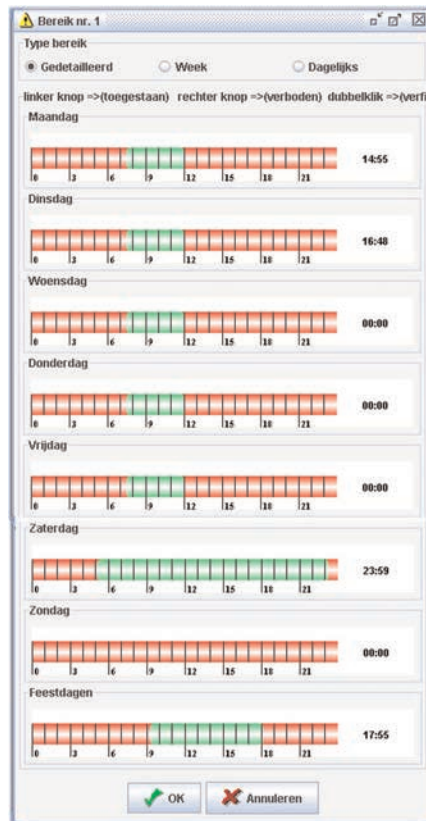 Bereik nr. 1
Type bereik
Gedetailleerd Week Dagelijks
linker knop =>(toegestaan) rechter knop =>(verboden) dubbelklik =>(verfi
Maandag
14:55
0 3 6 9 12 15 18 21
Dinsdag
16:48
0 3 6 9 12 15 18 21
Woensdag
00:00
0 3 6 9 12 15 18 21
Donderdag
00:00
0 3 6 9 12 15 18 21
Vrijdag
00:00
0 3 6 9 12 15 18 21
Zaterdag
23:59
0 3 6 9 12 15 18 21
Zondag
00:00
0 3 6 9 12 15 18 21
Feestdagen
17:55
0 3 6 9 12 15 18 21
OK Annuleren